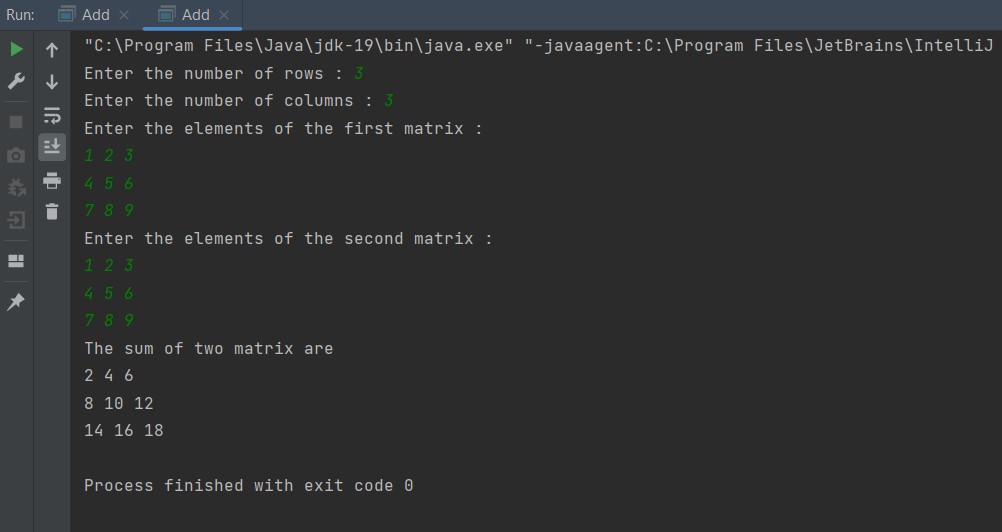 Run: Add Add
"C:\Program Files\Java\jdk-19\bin\java.exe" "-javaagent:C:\Program Files\JetBrains\IntelliJ
Enter the number of rows : 3
Enter the number of columns : 3
Enter the elements of the first matrix :
1 2 3
4 5 6
7 8 9
Enter the elements of the second matrix :
1 2 3
4 5 6
7 8 9
The sum of two matrix are
2 4 6
8 10 12
14 16 18
Process finished with exit code 0